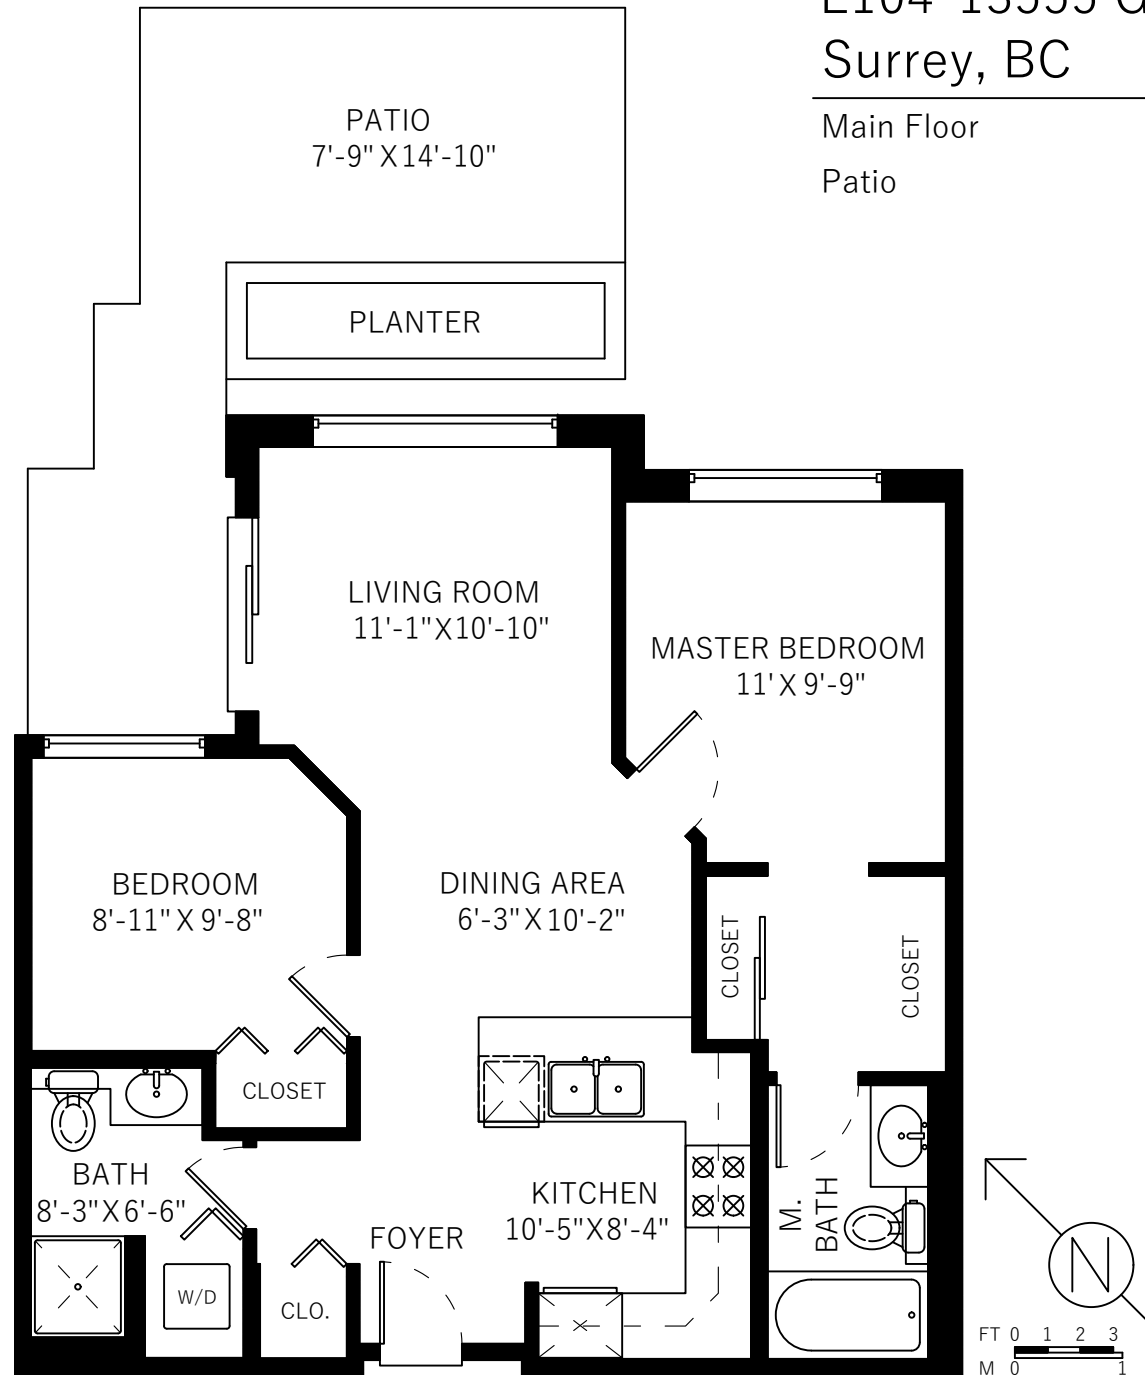 Surrey, BC
Main Floor
Patio
PATIO
7'-9" X 14'-10"
PLANTER
LIVING ROOM
11'-1" X 10'-10"
MASTER BEDROOM
11' X 9'-9"
BEDROOM
8'-11" X 9'-8"
DINING AREA
6'-3" X 10'-2"
CLOSET
CLOSET
CLOSET
BATH
8'-3" X 6'-6"
KITCHEN
10'-5" X 8'-4"
M.
BATH
FOYER
W/D
CLO.
N
FT 0 1 2 3
M 0 1